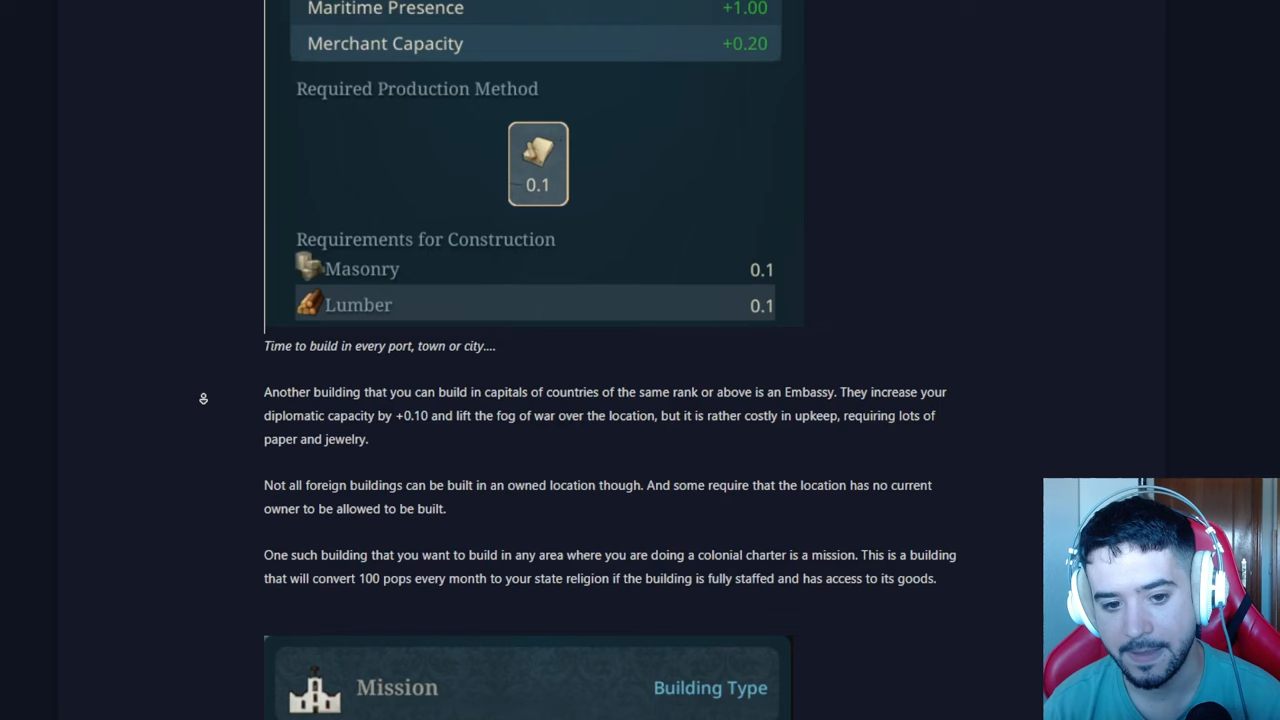 Maritime Presence +1.00
Merchant Capacity +0.20
Required Production Method
0.1
Requirements for Construction
Masonry 0.1
Lumber 0.1
Time to build in every port, town or city....
Another building that you can build in capitals of countries of the same rank or above is an Embassy. They increase your
diplomatic capacity by +0.10 and lift the fog of war over the location, but it is rather costly in upkeep, requiring lots of
paper and jewelry.
Not all foreign buildings can be built in an owned location though. And some require that the location has no current
owner to be allowed to be built.
One such building that you want to build in any area where you are doing a colonial charter is a mission. This is a building
that will convert 100 pops every month to your state religion if the building is fully staffed and has access to its goods.
Mission Building Type